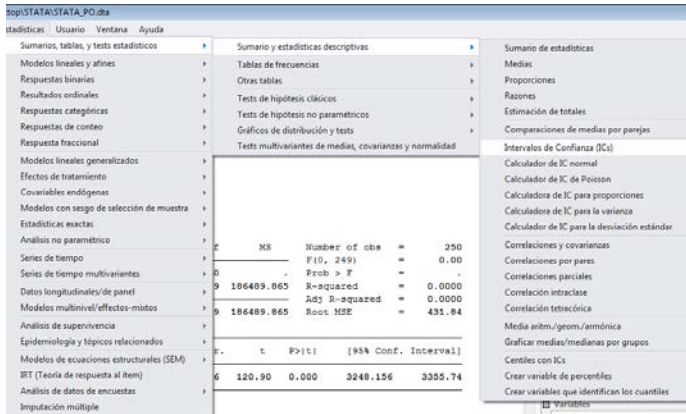 top\STATA\STATA_PO.dta
stadísticas Usuario Ventana Ayuda
Sumarios, tablas, y tests estadísticos
Modelos lineales y afines
Respuestas binarias
Resultados ordinales
Respuestas categóricas
Respuestas de conteo
Respuesta fraccional
Modelos lineales generalizados
Efectos de tratamiento
Covariables endógenas
Modelos con sesgo de selección de muestra
Estadísticas exactas
Análisis no paramétrico
Series de tiempo
Series de tiempo multivariantes
Datos longitudinales/de panel
Modelos multinivel/effectos-mixtos
Análisis de supervivencia
Epidemiología y tópicos relacionados
Modelos de ecuaciones estructurales (SEM)
IRT (Teoría de respuesta al ítem)
Análisis de datos de encuestas
Imputación múltiple
Sumario y estadísticas descriptivas
Tablas de frecuencias
Otras tablas
Tests de hipótesis clásicos
Tests de hipótesis no paramétricos
Gráficos de distribución y tests
Tests multivariantes de medias, covarianzas y normalidad
Sumario de estadísticas
Medias
Proporciones
Razones
Estimación de totales
Comparaciones de medias por parejas
Intervalos de Confianza (ICs)
Calculador de IC normal
Calculador de IC de Poisson
Calculadora de IC para proporciones
Calculadora de IC para la varianza
Calculador de IC para la desviación estándar
Correlaciones y covarianzas
Correlaciones por pares
Correlaciones parciales
Correlación intraclase
Correlación tetracórica
Media aritm./geom./armónica
Graficar medias/medianas por grupos
Centiles con ICs
Crear variable de percentiles
Crear variables que identifican los cuantiles
Variables
f MS Number of obs = 250
F(0, 249) = 0.00
0 . Prob > F = .
9 186489.865 R-squared = 0.0000
Adj R-squared = 0.0000
9 186489.865 Root MSE = 431.84
r. t P>|t| [95% Conf. Interval]
6 120.90 0.000 3248.156 3355.74